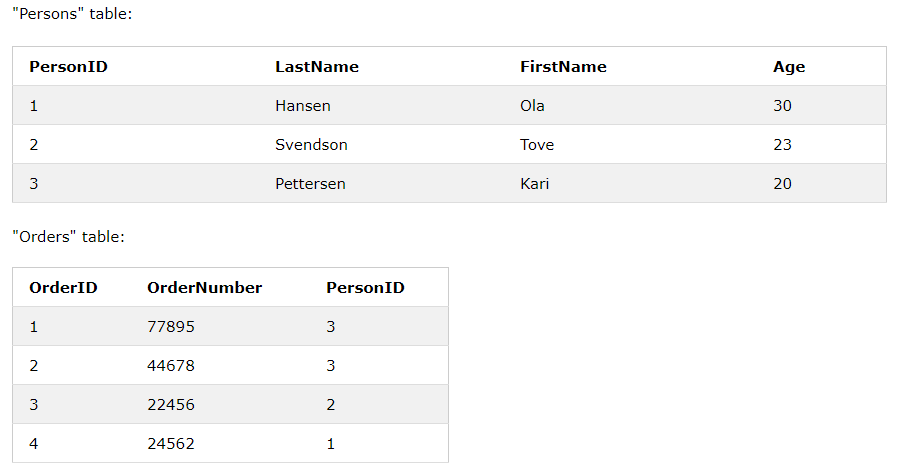 "Persons" table:
PersonID LastName FirstName Age
1 Hansen Ola 30
2 Svendson Tove 23
3 Pettersen Kari 20
"Orders" table:
OrderID OrderNumber PersonID
1 77895 3
2 44678 3
3 22456 2
4 24562 1